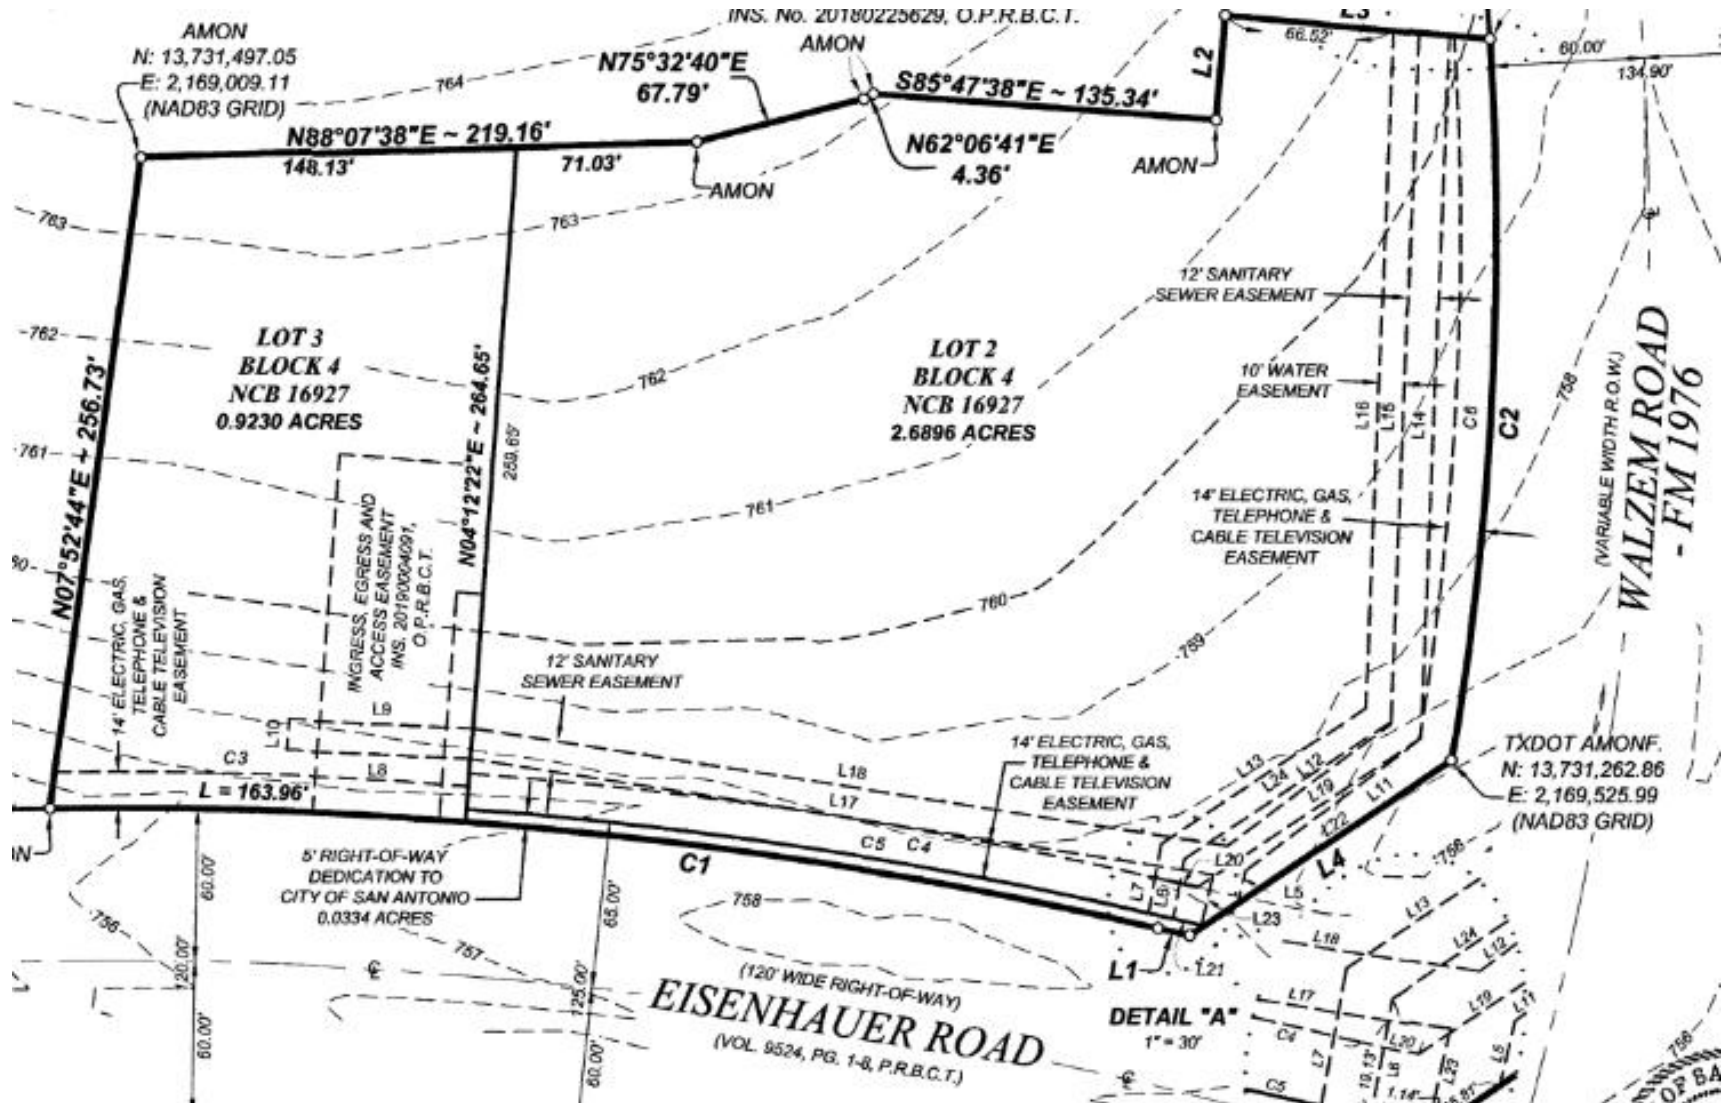 INS. No. 20180225629, O.P.R.B.C.T.
AMON
N: 13,731,497.05
E: 2,169,009.11
(NAD83 GRID)
764
N75°32'40"E
67.79'
AMON
S85°47'38"E ~ 135.34'
L2
L3
66.52'
60.00'
134.90'
N88°07'38"E ~ 219.16'
148.13'
71.03'
AMON
N62°06'41"E
4.36'
AMON
763
763
12' SANITARY
SEWER EASEMENT
762
LOT 3
BLOCK 4
NCB 16927
0.9230 ACRES
762
LOT 2
BLOCK 4
NCB 16927
2.6896 ACRES
10' WATER
EASEMENT
L16
L15
L14
C6
C2
758
(VARIABLE WIDTH R.O.W.)
WALZEM ROAD
- FM 1976
N07°52'44"E ~ 256.73'
N04°12'22"E ~ 264.65'
259.65'
761
761
INGRESS, EGRESS AND
ACCESS EASEMENT
INS. 20190004091,
O.P.R.B.C.T.
14' ELECTRIC, GAS,
TELEPHONE &
CABLE TELEVISION
EASEMENT
14' ELECTRIC, GAS,
TELEPHONE &
CABLE TELEVISION
EASEMENT
760
759
12' SANITARY
SEWER EASEMENT
L9
L10
C3
L8
L = 163.96'
14' ELECTRIC, GAS,
TELEPHONE &
CABLE TELEVISION
EASEMENT
L18
L17
L13
L24
L12
L19
L11
L22
L4
TXDOT AMONF.
N: 13,731,262.86
E: 2,169,525.99
(NAD83 GRID)
5' RIGHT-OF-WAY
DEDICATION TO
CITY OF SAN ANTONIO
0.0334 ACRES
C1
C5
C4
L20
L7
L6
L5
L23
L21
L1
60.00'
65.00'
120.00'
125.00'
60.00'
60.00'
756
757
758
756
(120' WIDE RIGHT-OF-WAY)
EISENHAUER ROAD
(VOL. 9524, PG. 1-8, P.R.B.C.T.)
DETAIL "A"
1" = 30'
L13
L18
L24
L12
L17
L19
L11
C4
L20
L7
19.13'
L6
L23
L5
1.14'
C5
756
OF SA